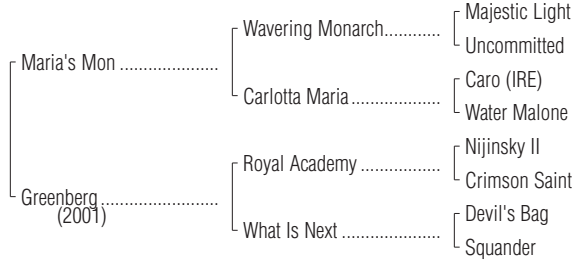 Majestic Light
Wavering Monarch............
Uncommitted
Maria's Mon .....................
Caro (IRE)
Carlotta Maria ...................
Water Malone
Nijinsky II
Royal Academy .................
Crimson Saint
Greenberg .........................
(2001)
Devil's Bag
What Is Next .....................
Squander